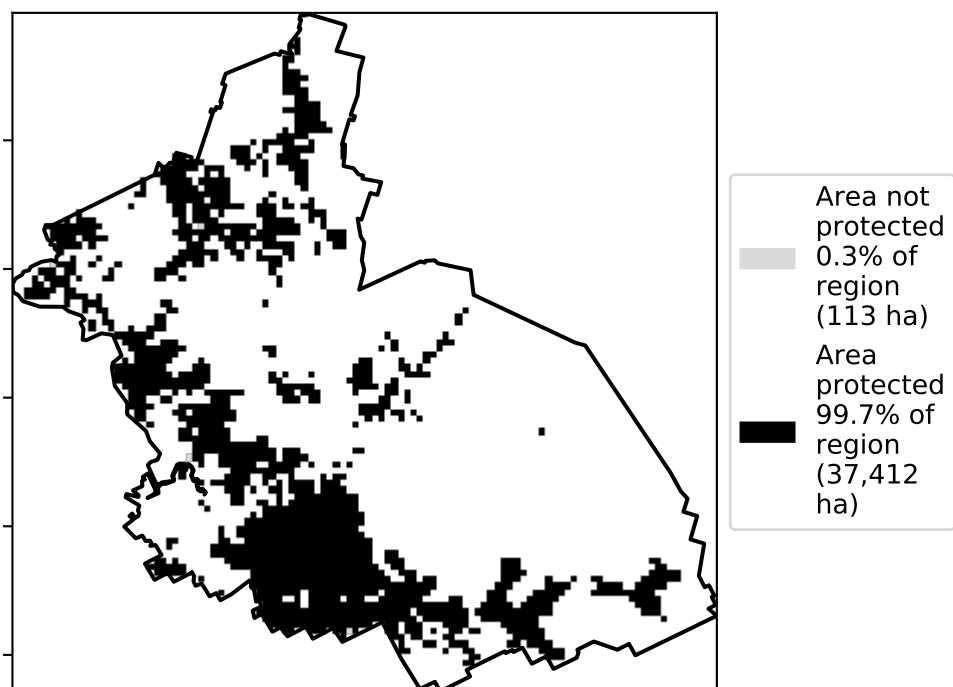 Area not
protected
0.3% of
region
(113 ha)
Area
protected
99.7% of
region
(37,412
ha)